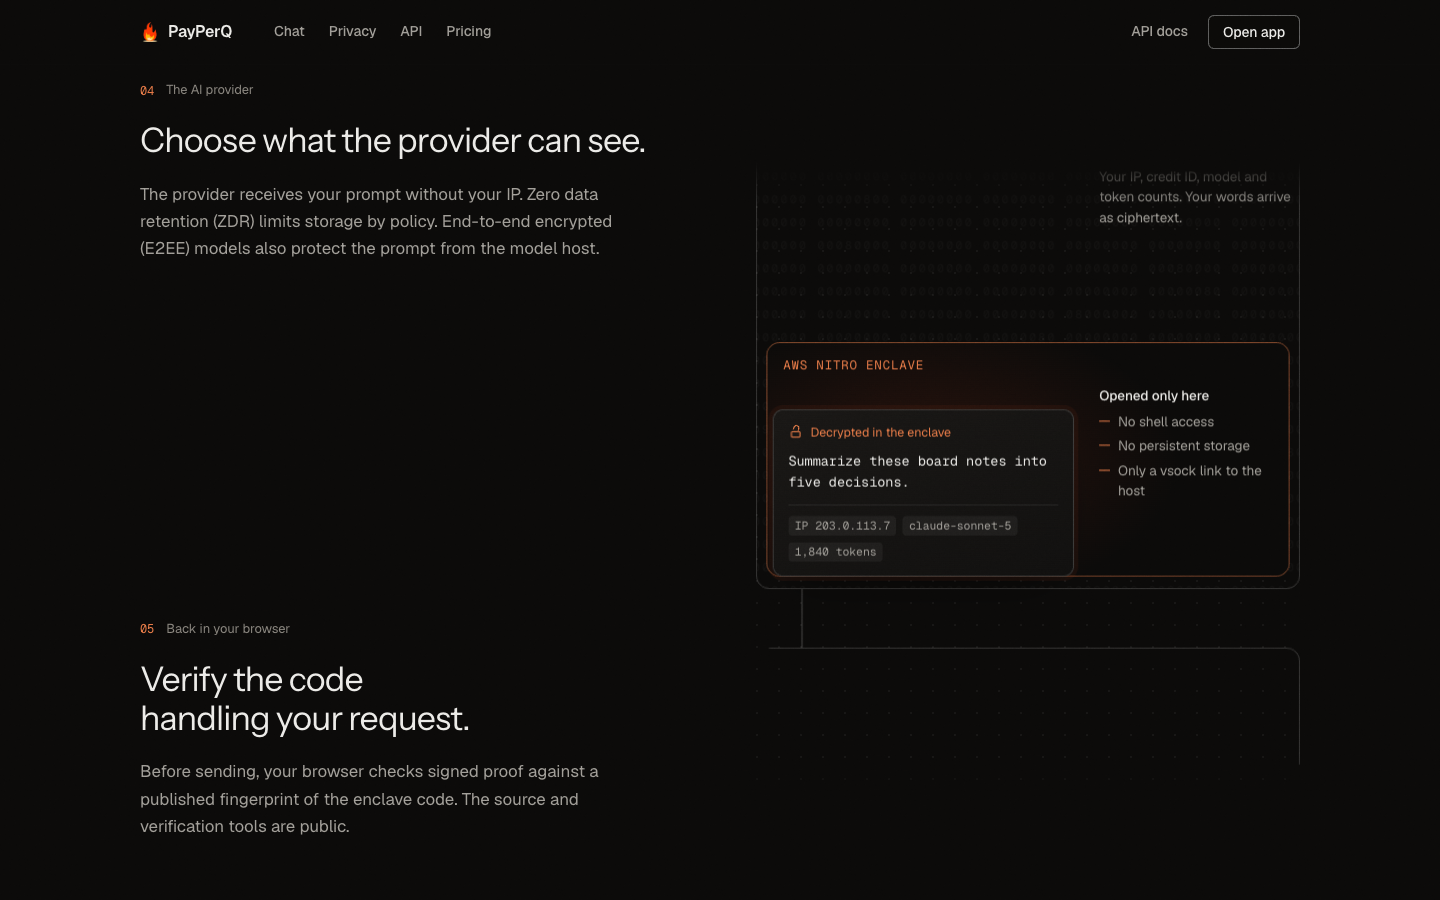 PayPerQ
Chat
Privacy
API
Pricing
API docs
Open app
04 The AI provider
Choose what the provider can see.
The provider receives your prompt without your IP. Zero data
retention (ZDR) limits storage by policy. End-to-end encrypted
(E2EE) models also protect the prompt from the model host.
Your IP, credit ID, model and
token counts. Your words arrive
as ciphertext.
AWS NITRO ENCLAVE
Decrypted in the enclave
Summarize these board notes into
five decisions.
IP 203.0.113.7
claude-sonnet-5
1,840 tokens
Opened only here
No shell access
No persistent storage
Only a vsock link to the
host
05 Back in your browser
Verify the code
handling your request.
Before sending, your browser checks signed proof against a
published fingerprint of the enclave code. The source and
verification tools are public.